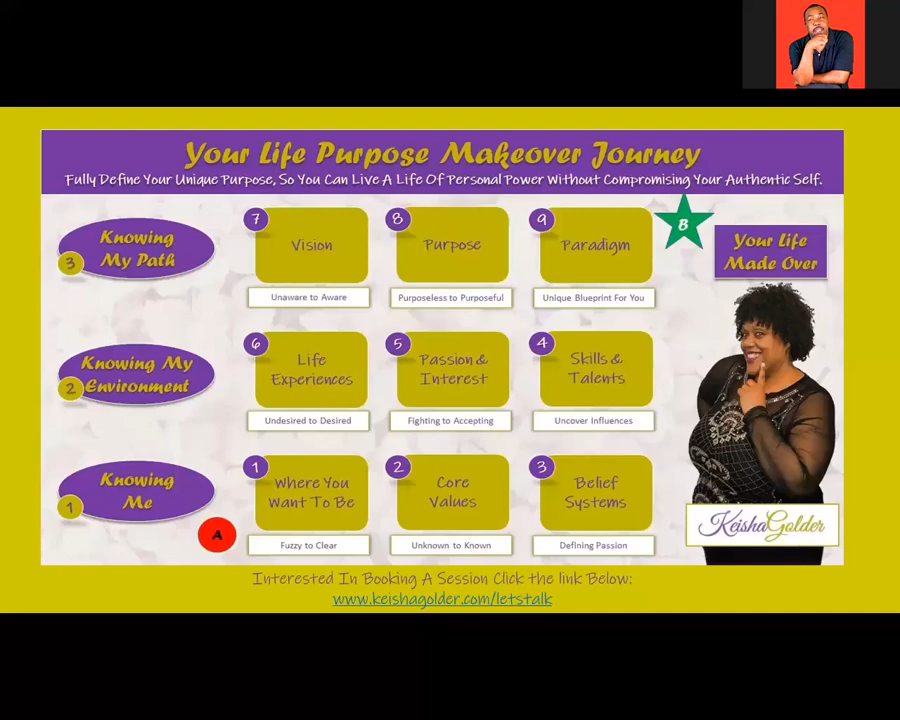 Your Life Purpose Makeover Journey
Fully Define Your Unique Purpose, So You Can Live A Life Of Personal Power Without Compromising Your Authentic Self.
Knowing
My Path
3
7
Vision
Unaware to Aware
8
Purpose
Purposeless to Purposeful
9
Paradigm
Unique Blueprint For You
B
Your Life
Made Over
Knowing My
Environment
2
6
Life
Experiences
Undesired to Desired
5
Passion &
Interest
Fighting to Accepting
4
Skills &
Talents
Uncover Influences
Knowing
Me
1
A
1
Where You
Want To Be
Fuzzy to Clear
2
Core
Values
Unknown to Known
3
Belief
Systems
Defining Passion
KeishaGolder
Interested In Booking A Session Click the link Below:
www.keishagolder.com/letstalk